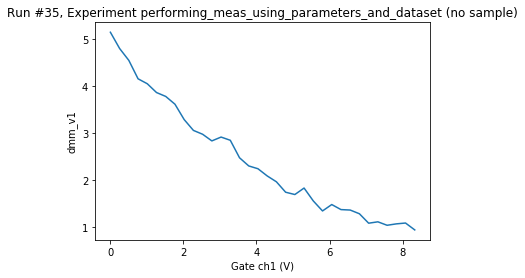 Run #35, Experiment performing_meas_using_parameters_and_dataset (no sample)
5
4
3
2
1
dmm_v1
0 2 4 6 8
Gate ch1 (V)